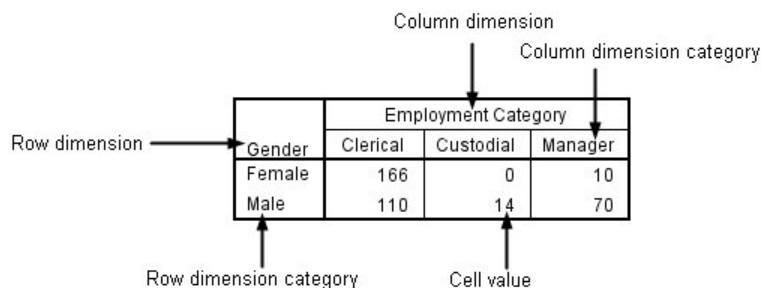 Column dimension
Column dimension category
Employment Category
Row dimension
Gender Clerical Custodial Manager
Female 166 0 10
Male 110 14 70
Row dimension category
Cell value